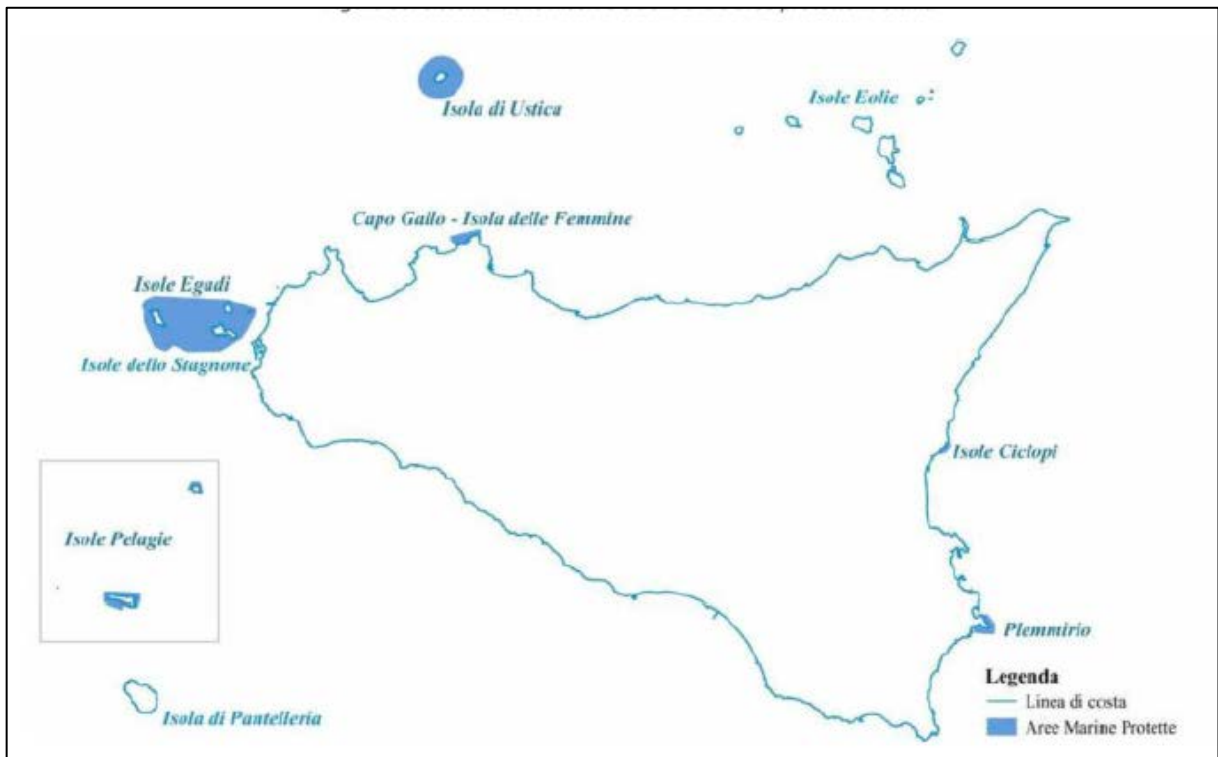 Isola di Ustica
Isole Eolie
Capo Gallo - Isola delle Femmine
Isole Egadi
Isole dello Stagnone
Isole Ciclopi
Isole Pelagie
Plemmirio
Isola di Pantelleria
Legenda
Linea di costa
Aree Marine Protette